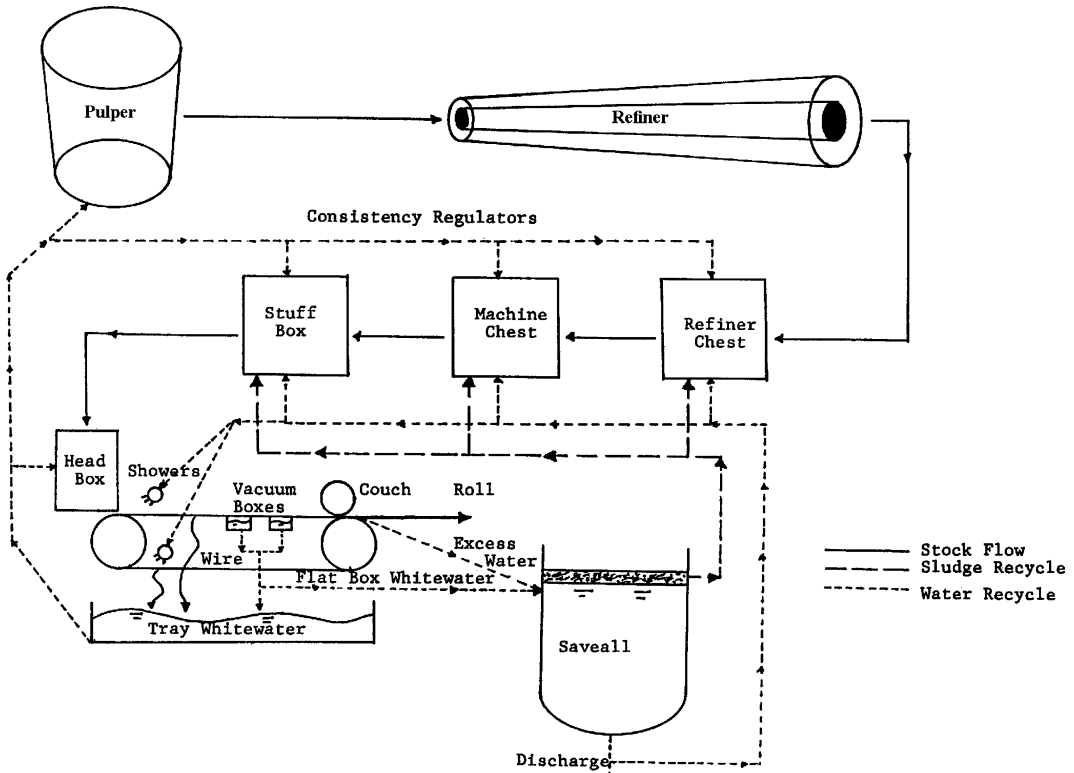 Pulper
Refiner
Consistency Regulators
Stuff
Box
Machine
Chest
Refiner
Chest
Head
Box
Showers
Vacuum
Boxes
Couch
Roll
Wire
Excess
Water
Flat Box Whitewater
Tray Whitewater
Saveall
Discharge
Stock Flow
Sludge Recycle
Water Recycle